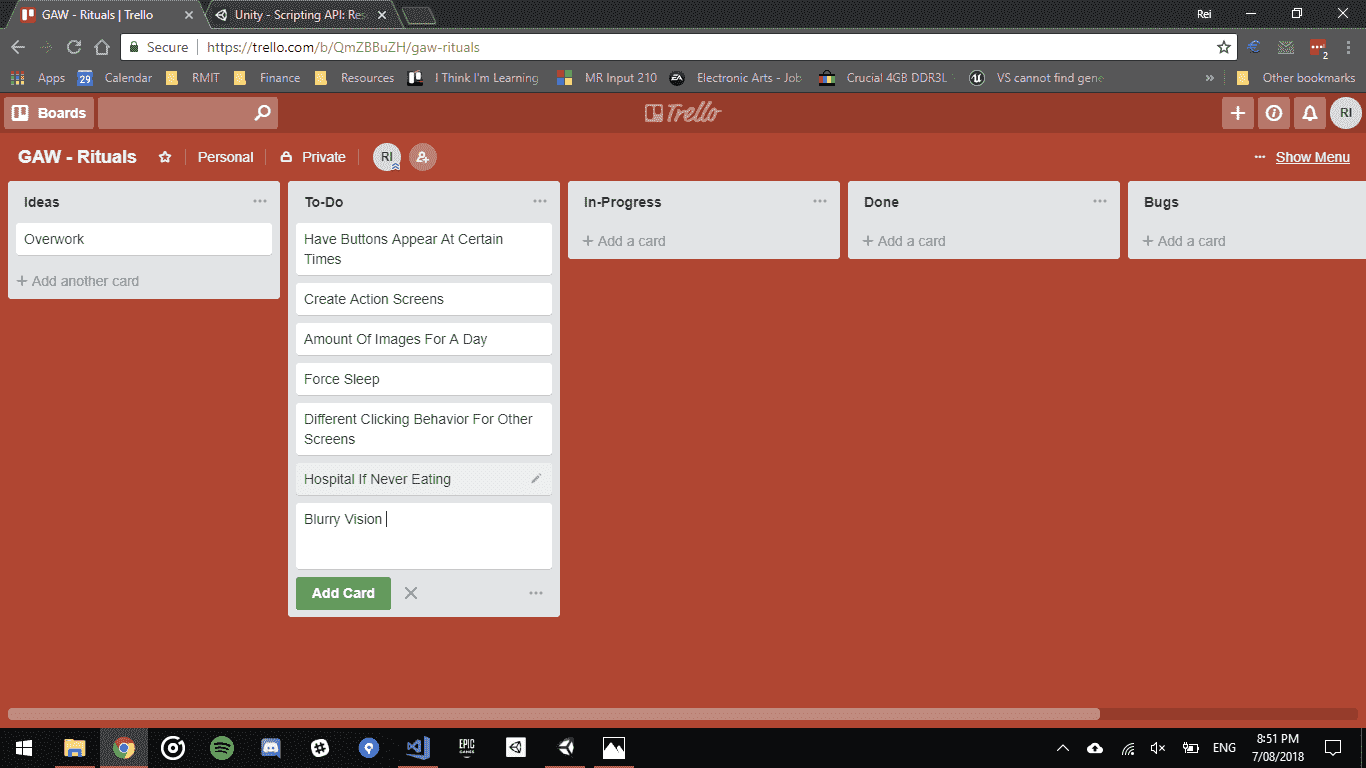 GAW - Rituals | Trello
Unity - Scripting API: Res
Rei
Secure
https://trello.com/b/QmZBBuZH/gaw-rituals
2
Apps
29
Calendar
RMIT
Finance
Resources
I Think I'm Learning
MR Input 210
EA
Electronic Arts - Job
Crucial 4GB DDR3L
VS cannot find gene
»
Other bookmarks
Boards
Trello
RI
GAW - Rituals
Personal
Private
RI
Show Menu
Ideas
Overwork
+ Add another card
To-Do
Have Buttons Appear At Certain
Times
Create Action Screens
Amount Of Images For A Day
Force Sleep
Different Clicking Behavior For Other
Screens
Hospital If Never Eating
Blurry Vision
Add Card
In-Progress
+ Add a card
Done
+ Add a card
Bugs
+ Add a card
EPIC
GAMES
ENG
8:51 PM
7/08/2018